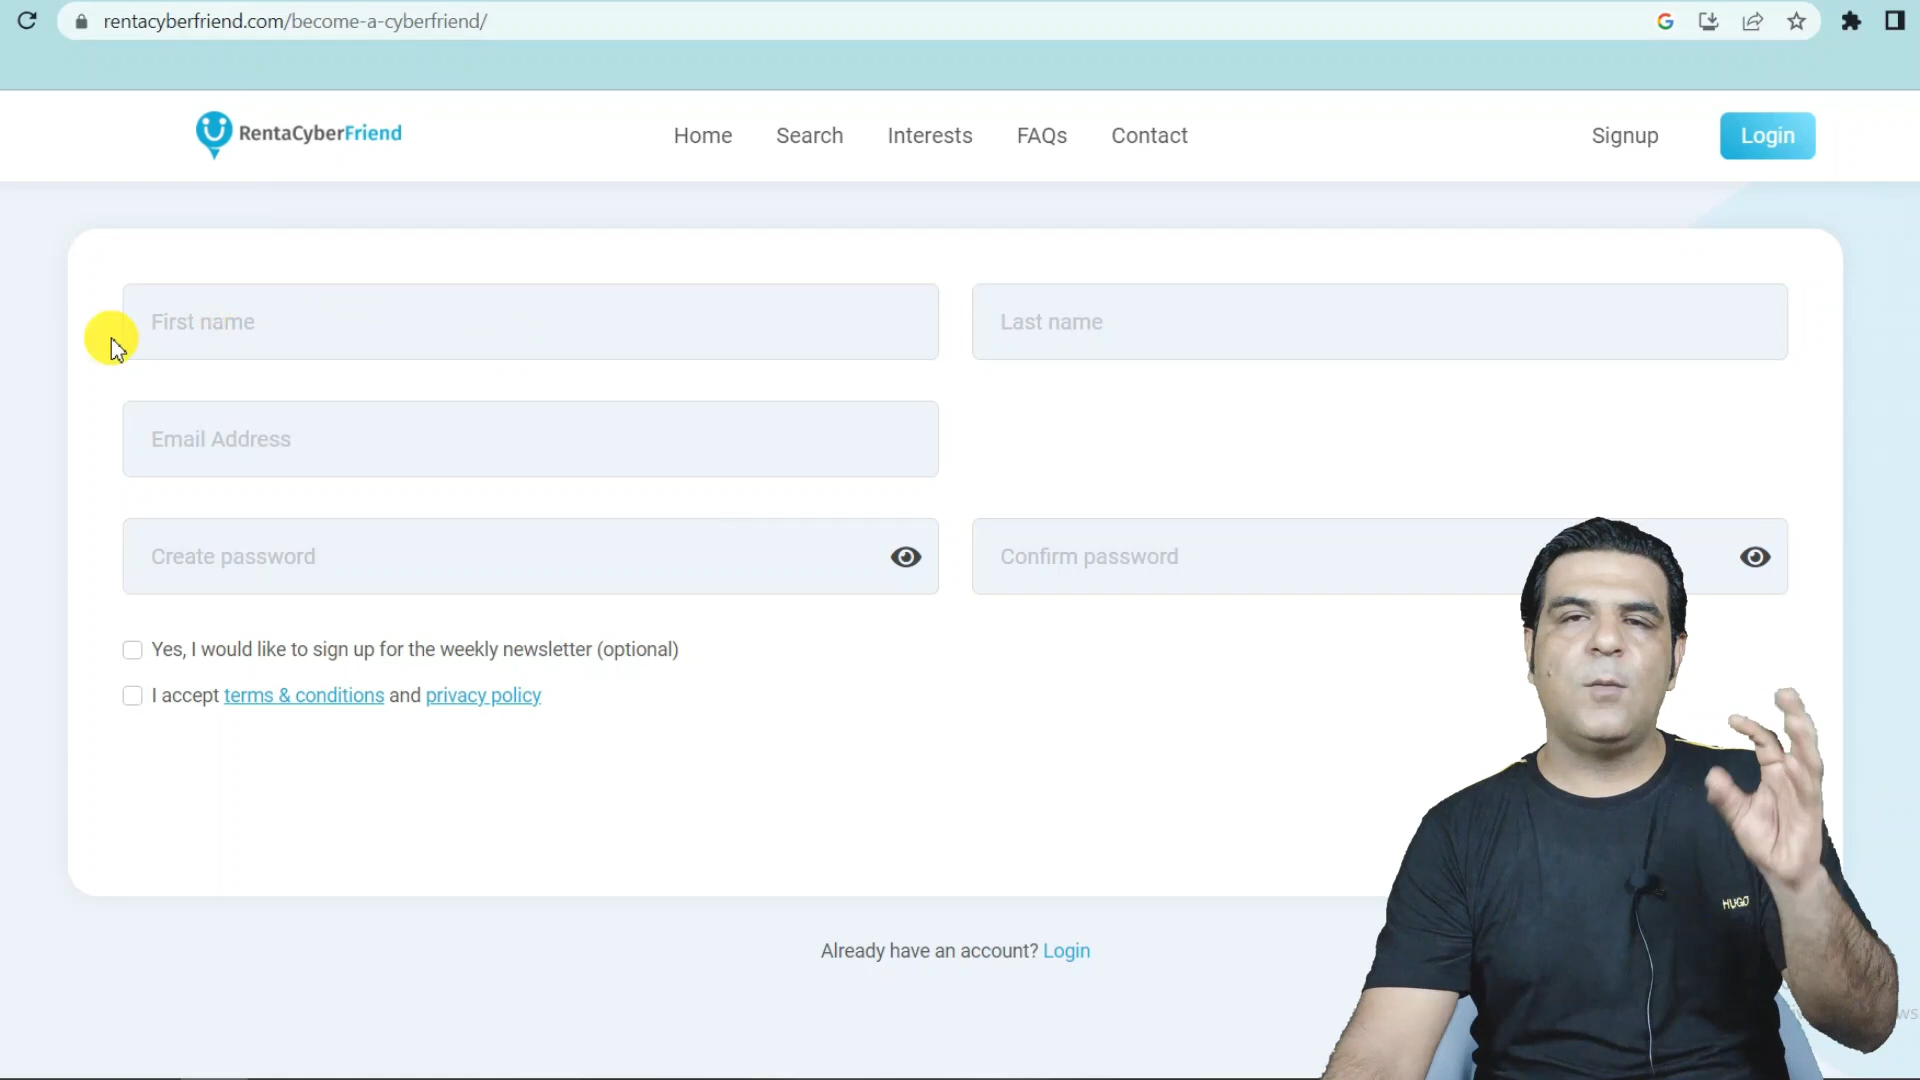 rentacyberfriend.com/become-a-cyberfriend/
RentaCyberFriend
Home
Search
Interests
FAQs
Contact
Signup
Login
First name
Last name
Email Address
Create password
Confirm password
Yes, I would like to sign up for the weekly newsletter (optional)
I accept terms & conditions and privacy policy
HUGO
Already have an account? Login